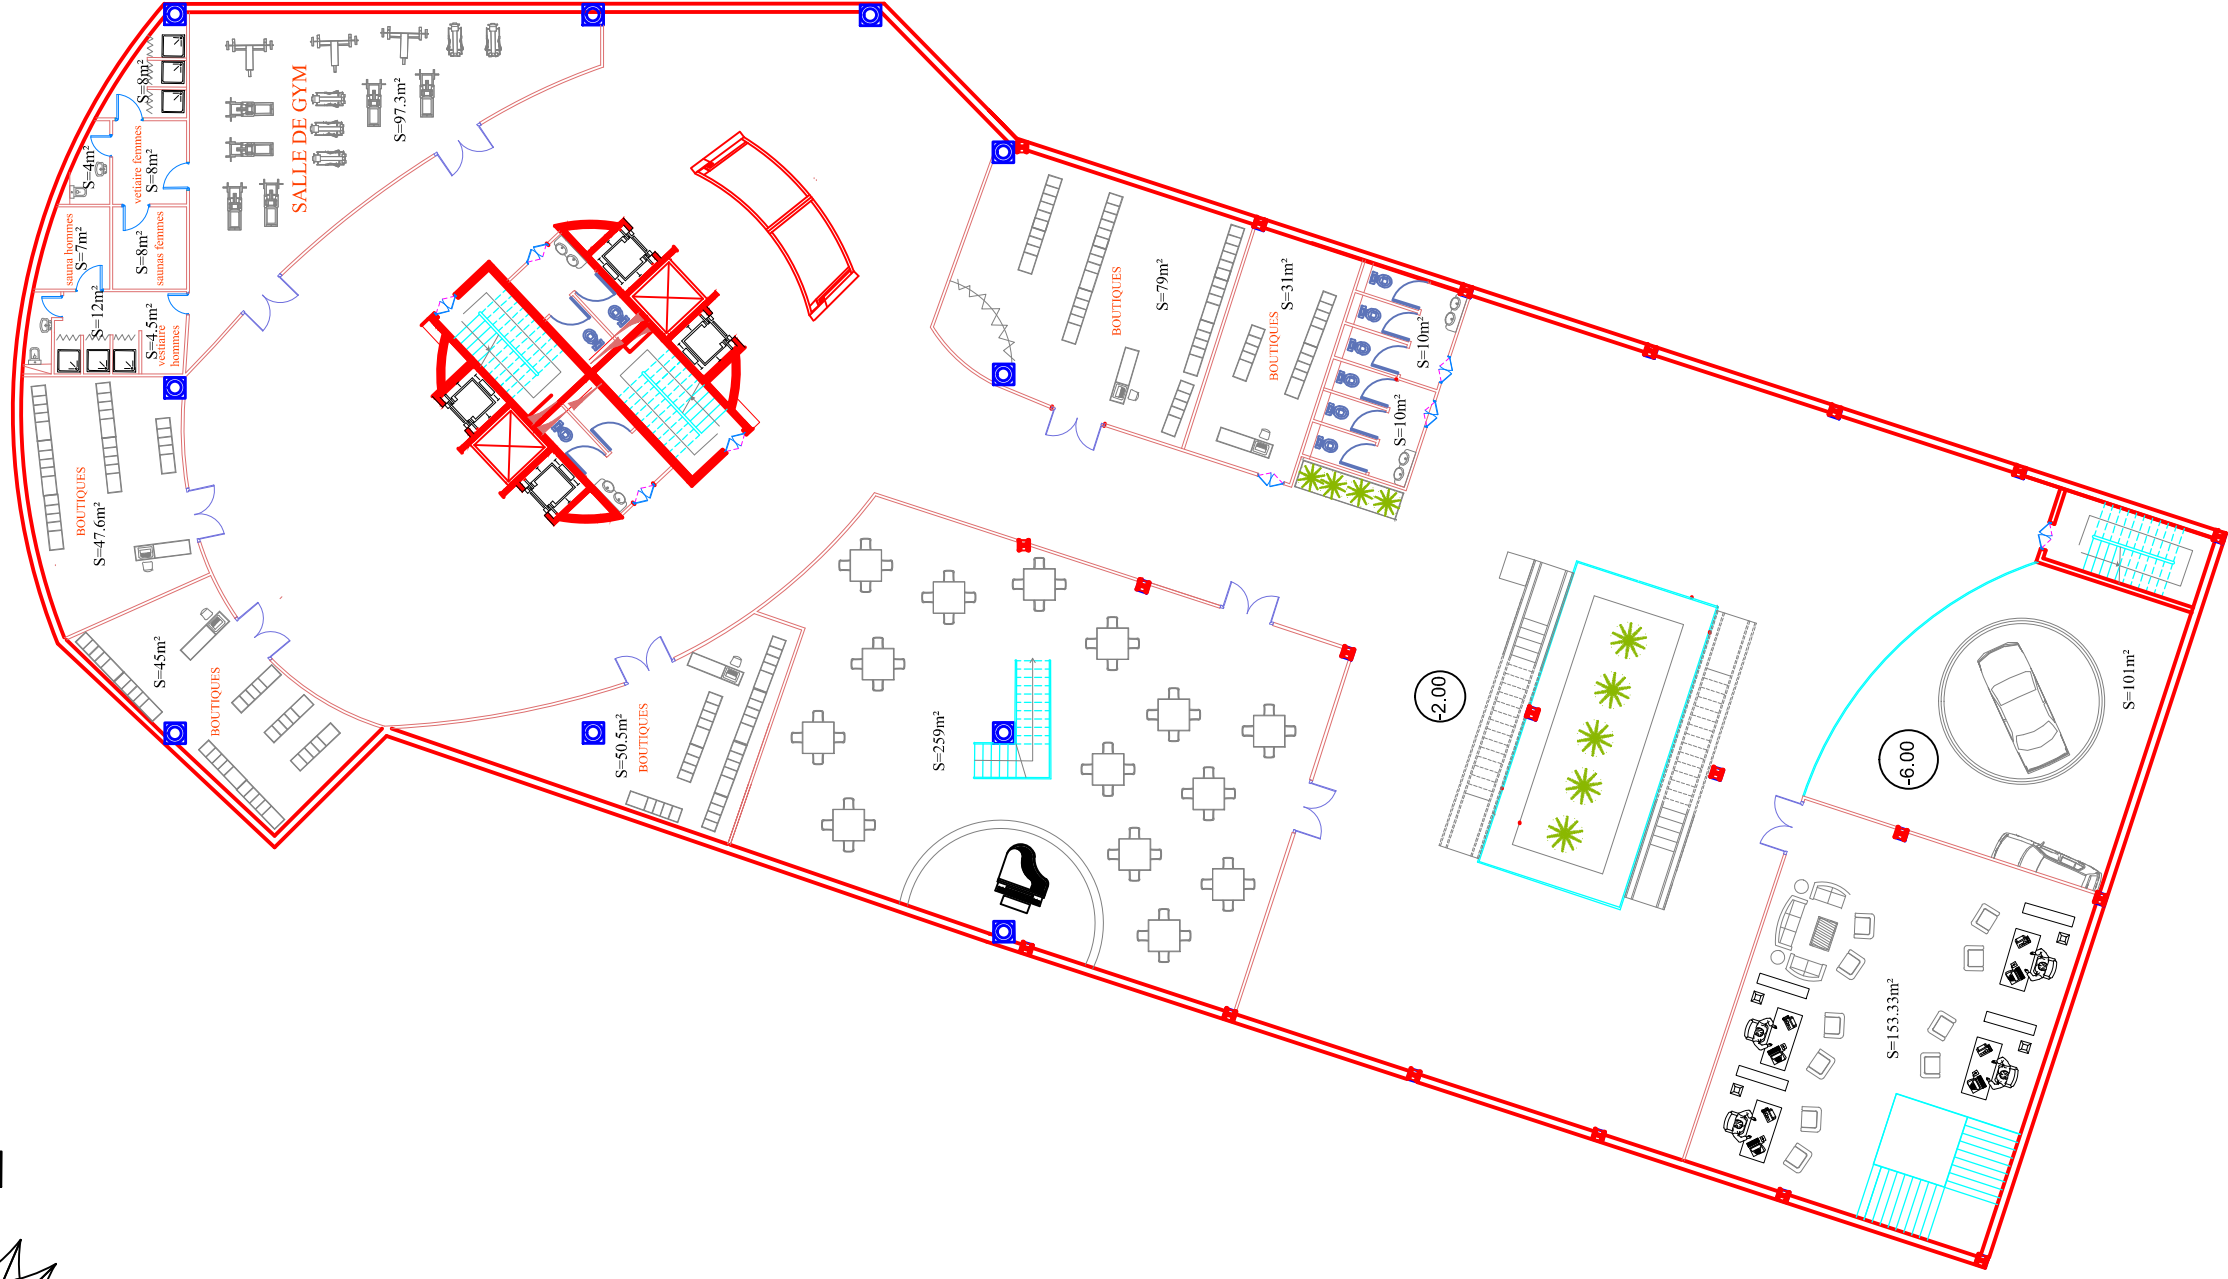 S=8m²
S=4m²
vetiaire femmes
S=8m²
sauna hommes
S=7m²
S=8m²
saunas femmes
S=12m²
S=4.5m²
vestiaire
hommes
SALLE DE GYM
S=97.3m²
BOUTIQUES
S=47.6m²
S=45m²
BOUTIQUES
S=50.5m²
BOUTIQUES
S=259m²
BOUTIQUES
S=79m²
BOUTIQUES
S=31m²
S=10m²
S=10m²
-2.00
-6.00
S=101m²
S=153.33m²